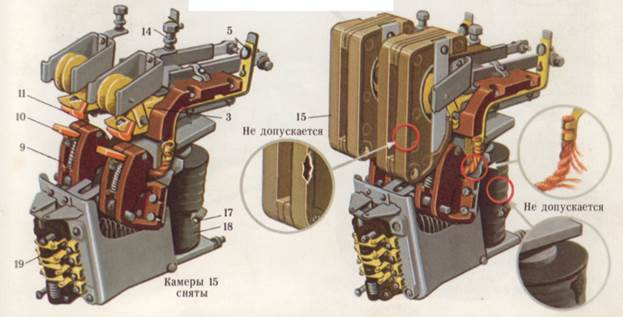 14
5
11
10
9
3
17
18
19
Камеры 15
сняты
15
Не допускается
Не допускается